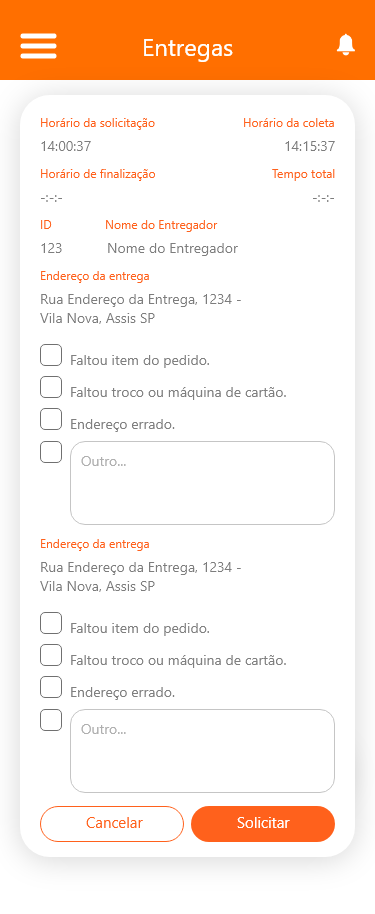 Entregas
Horário da solicitação Horário da coleta
14:00:37 14:15:37
Horário de finalização Tempo total
-:-:- -:-:-
ID Nome do Entregador
123 Nome do Entregador
Endereço da entrega
Rua Endereço da Entrega, 1234 -
Vila Nova, Assis SP
Faltou item do pedido.
Faltou troco ou máquina de cartão.
Endereço errado.
Outro...
Endereço da entrega
Rua Endereço da Entrega, 1234 -
Vila Nova, Assis SP
Faltou item do pedido.
Faltou troco ou máquina de cartão.
Endereço errado.
Outro...
Cancelar Solicitar